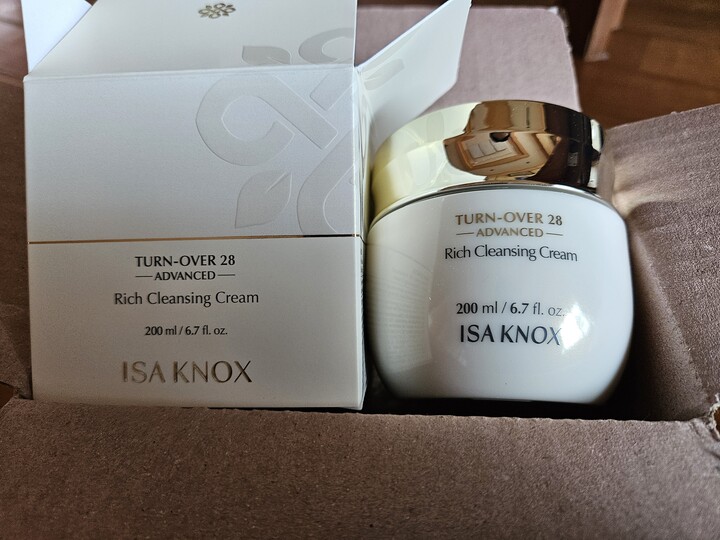 TURN-OVER 28
ADVANCED
Rich Cleansing Cream
200 ml / 6.7 fl. oz.
ISA KNOX
TURN-OVER 28
ADVANCED
Rich Cleansing Cream
200 ml / 6.7 fl. oz.
ISA KNOX